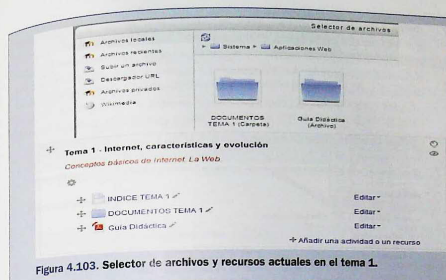 Selector de archivos
Archivos locales
Archivos recientes
Subir un archivo
Descargador URL
Archivos privados
Wikimedia
Sistema ▸ Aplicaciones Web
DOCUMENTOS
TEMA 1 (Carpeta)
Guia Didáctica
(Archivo)
Tema 1 - Internet, características y evolución
Conceptos básicos de Internet. La Web.
INDICE TEMA 1
Editar
DOCUMENTOS TEMA 1
Editar
Guia Didáctica
Editar
Añadir una actividad o un recurso
Figura 4.103. Selector de archivos y recursos actuales en el tema 1.